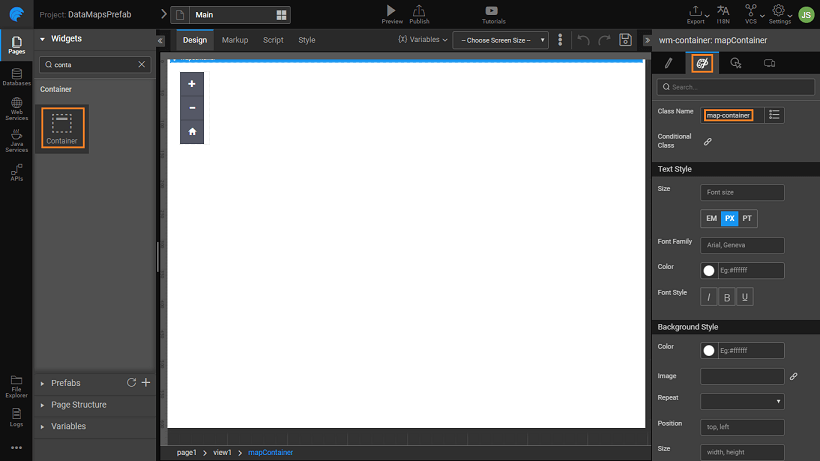 Project: DataMapsPrefab
Main
Preview
Publish
Tutorials
Export
I18N
VCS
Settings
JS
Pages
Databases
Web
Services
Java
Services
APIs
File
Explorer
Logs
Widgets
conta
Container
Container
Prefabs
Page Structure
Variables
Design
Markup
Script
Style
{x} Variables
-- Choose Screen Size --
page1
view1
mapContainer
wm-container: mapContainer
Search...
Class Name
map-container
Conditional
Class
Text Style
Size
Font size
EM
PX
PT
Font Family
Arial, Geneva
Color
Eg:#ffffff
Font Style
I
B
U
Background Style
Color
Eg:#ffffff
Image
Repeat
Position
top, left
Size
width, height